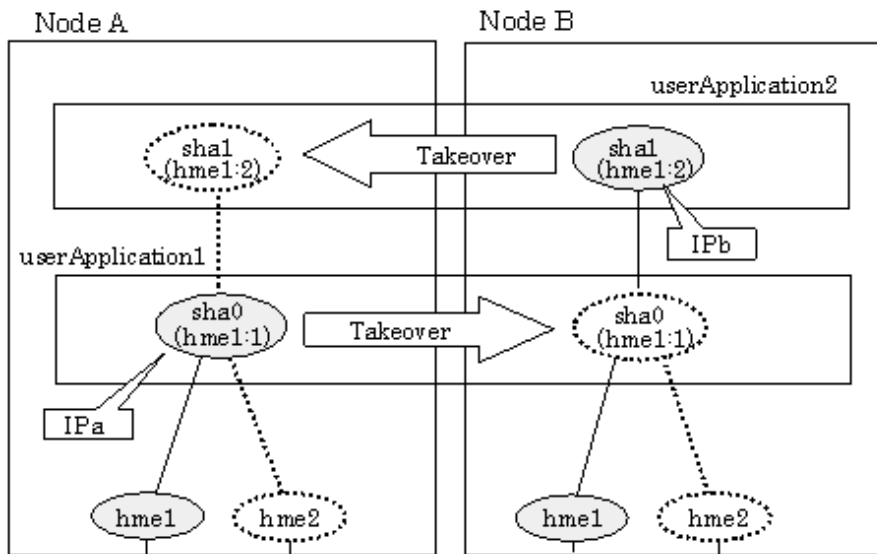 Node A
Node B
userApplication2
sha1
(hme1:2)
Takeover
sha1
(hme1:2)
IPb
userApplication1
sha0
(hme1:1)
Takeover
sha0
(hme1:1)
IPa
hme1
hme2
hme1
hme2